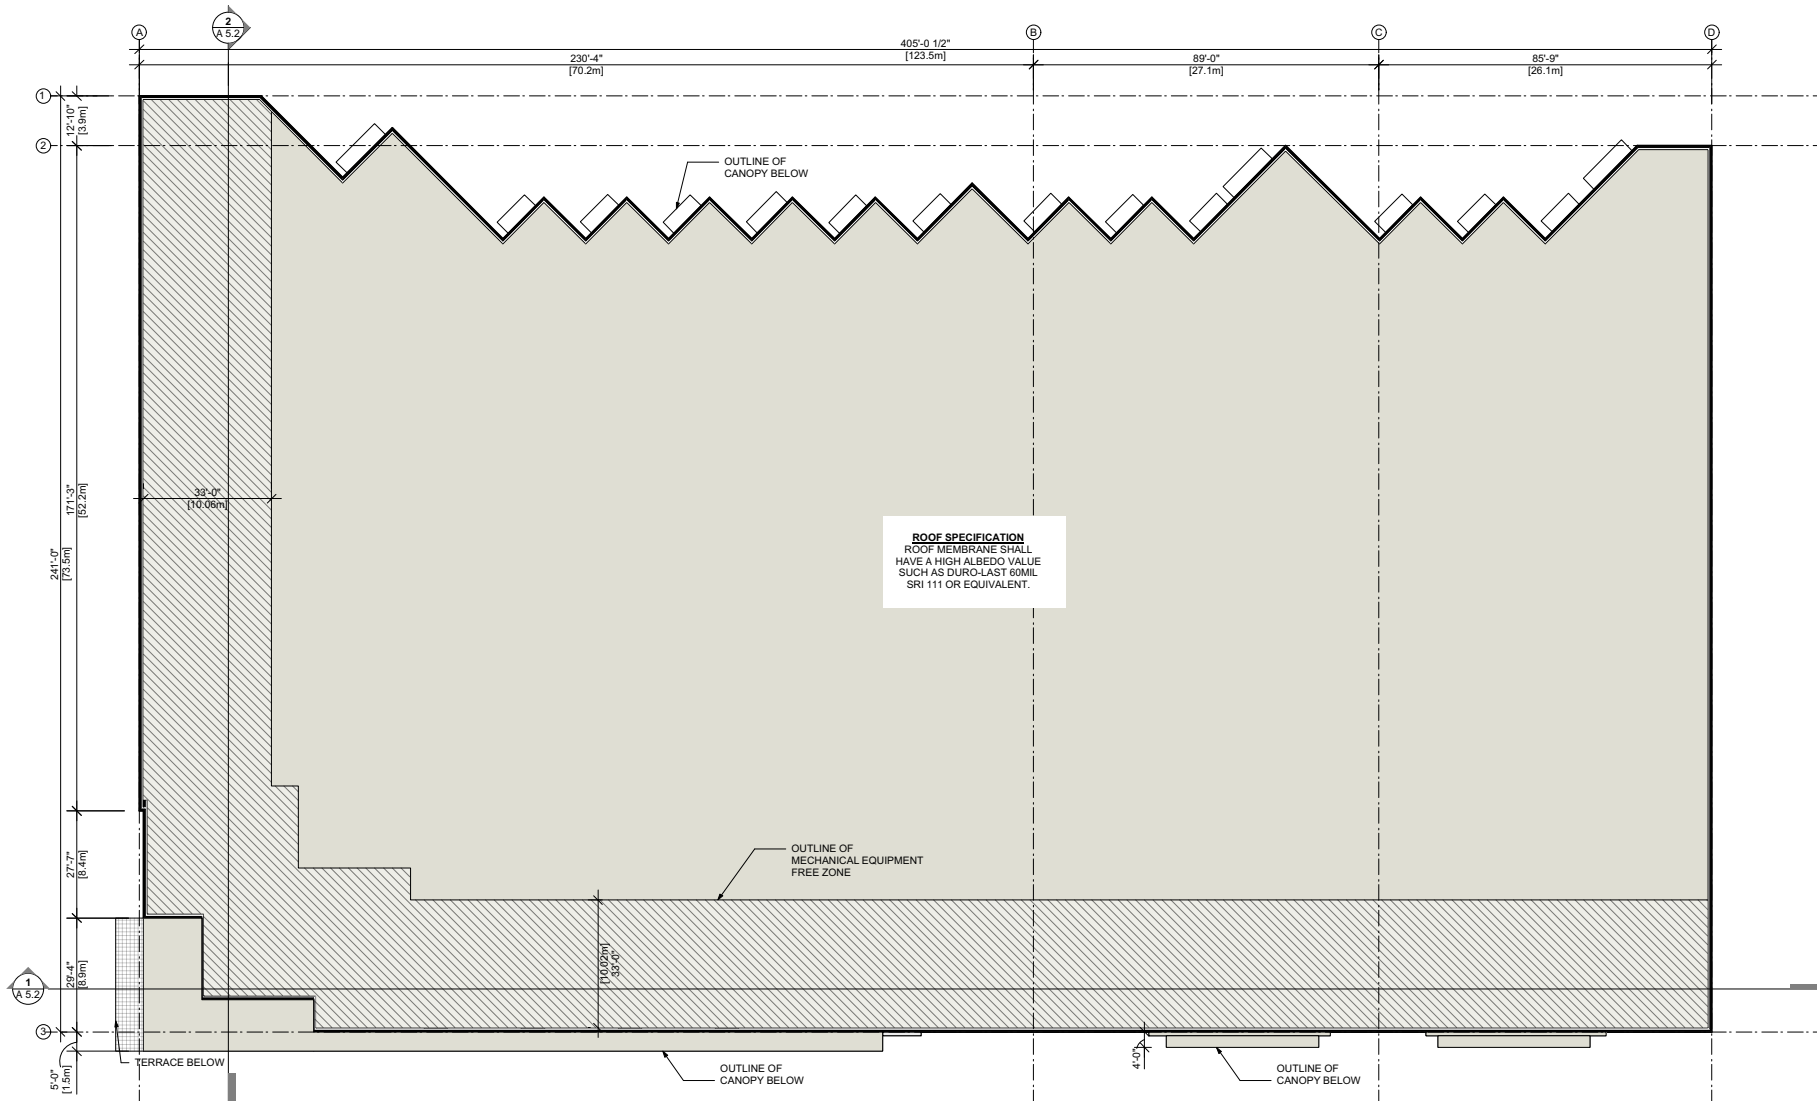 2
A 5.2
A
B
C
D
405'-0 1/2"
[123.5m]
230'-4"
[70.2m]
89'-0"
[27.1m]
85'-9"
[26.1m]
1
12'-10"
[3.9m]
2
OUTLINE OF
CANOPY BELOW
33'-0"
[10.06m]
171'-3"
[52.2m]
241'-0"
[73.5m]
ROOF SPECIFICATION
ROOF MEMBRANE SHALL
HAVE A HIGH ALBEDO VALUE
SUCH AS DURO-LAST 60MIL
SRI 111 OR EQUIVALENT.
27'-7"
[8.4m]
OUTLINE OF
MECHANICAL EQUIPMENT
FREE ZONE
[10.02m]
33'-0"
29'-4"
[8.9m]
1
A 5.2
3
5'-0"
[1.5m]
TERRACE BELOW
OUTLINE OF
CANOPY BELOW
4'-0"
OUTLINE OF
CANOPY BELOW